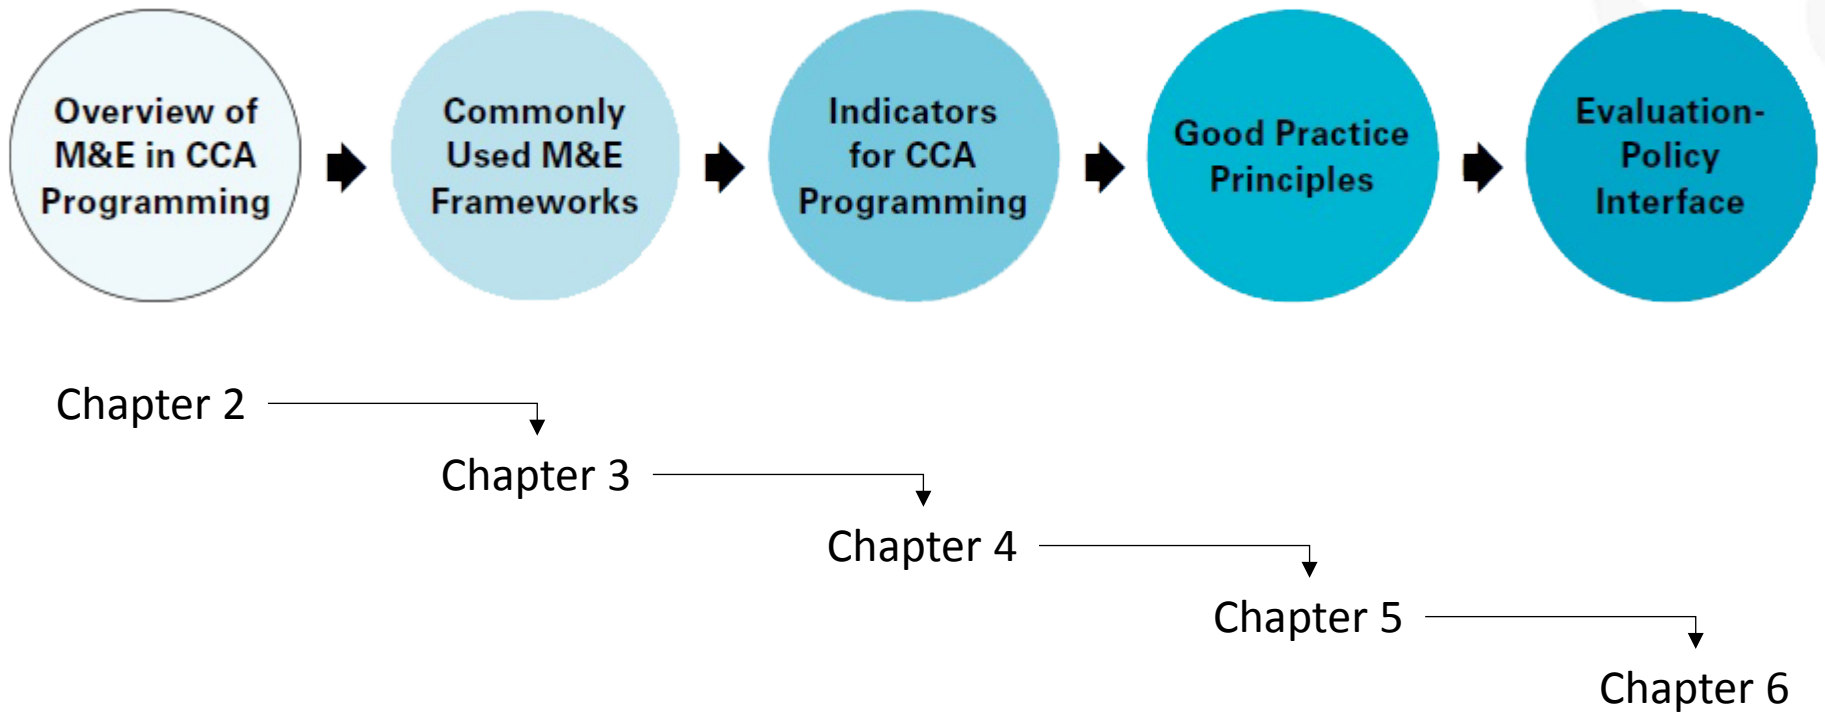 Overview of
M&E in CCA
Programming
Commonly
Used M&E
Frameworks
Indicators
for CCA
Programming
Good Practice
Principles
Evaluation-
Policy
Interface
Chapter 2
Chapter 3
Chapter 4
Chapter 5
Chapter 6